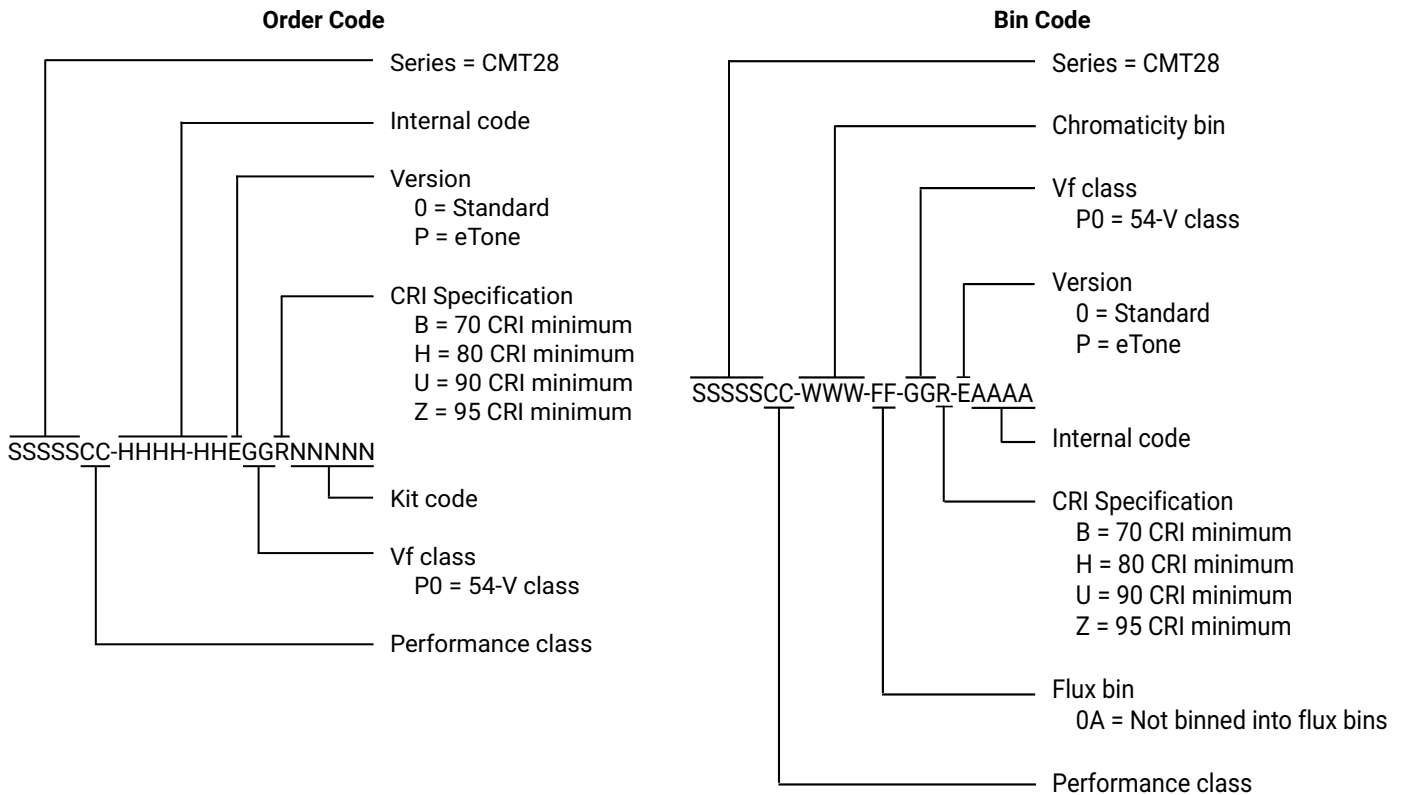 Order Code
Series = CMT28
Internal code
Version
0 = Standard
P = eTone
CRI Specification
B = 70 CRI minimum
H = 80 CRI minimum
U = 90 CRI minimum
Z = 95 CRI minimum
SSSSSCC-HHHH-HHEGGRNNNNN
Kit code
Vf class
P0 = 54-V class
Performance class
Bin Code
Series = CMT28
Chromaticity bin
Vf class
P0 = 54-V class
Version
0 = Standard
P = eTone
SSSSSCC-WWW-FF-GGR-EAAAA
Internal code
CRI Specification
B = 70 CRI minimum
H = 80 CRI minimum
U = 90 CRI minimum
Z = 95 CRI minimum
Flux bin
0A = Not binned into flux bins
Performance class